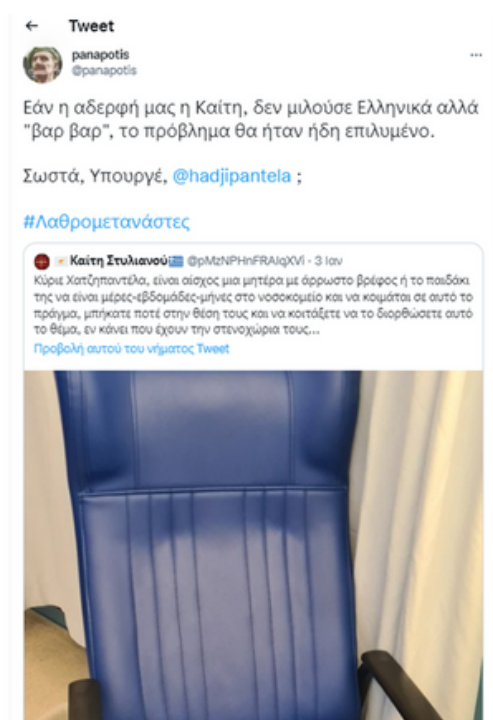 Tweet
panapotis
@panapotis
Εάν η αδερφή μας η Καίτη, δεν μιλούσε Ελληνικά αλλά
"βαρ βαρ", το πρόβλημα θα ήταν ήδη επιλυμένο.
Σωστά, Υπουργέ, @hadjipantela ;
#Λαθρομετανάστες
Καίτη Στυλιανού @pMzNPHnFRAIqXVi · 3 Ιαν
Κύριε Χατζηπαντέλα, είναι αίσχος μια μητέρα με άρρωστο βρέφος ή το παιδάκι
της να είναι μέρες-εβδομάδες-μήνες στο νοσοκομείο και να κοιμάται σε αυτό το
πράγμα, μπήκατε ποτέ στην θέση τους και να κοιτάξετε να το διορθώσετε αυτό
το θέμα, εν κάνει που έχουν την στενοχώρια τους...
Προβολή αυτού του νήματος Tweet